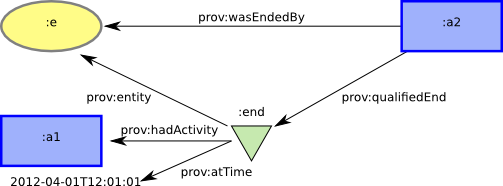 prov:wasEndedBy
:e
:a2
prov:entity
prov:qualifiedEnd
:end
:a1
prov:hadActivity
prov:atTime
2012-04-01T12:01:01